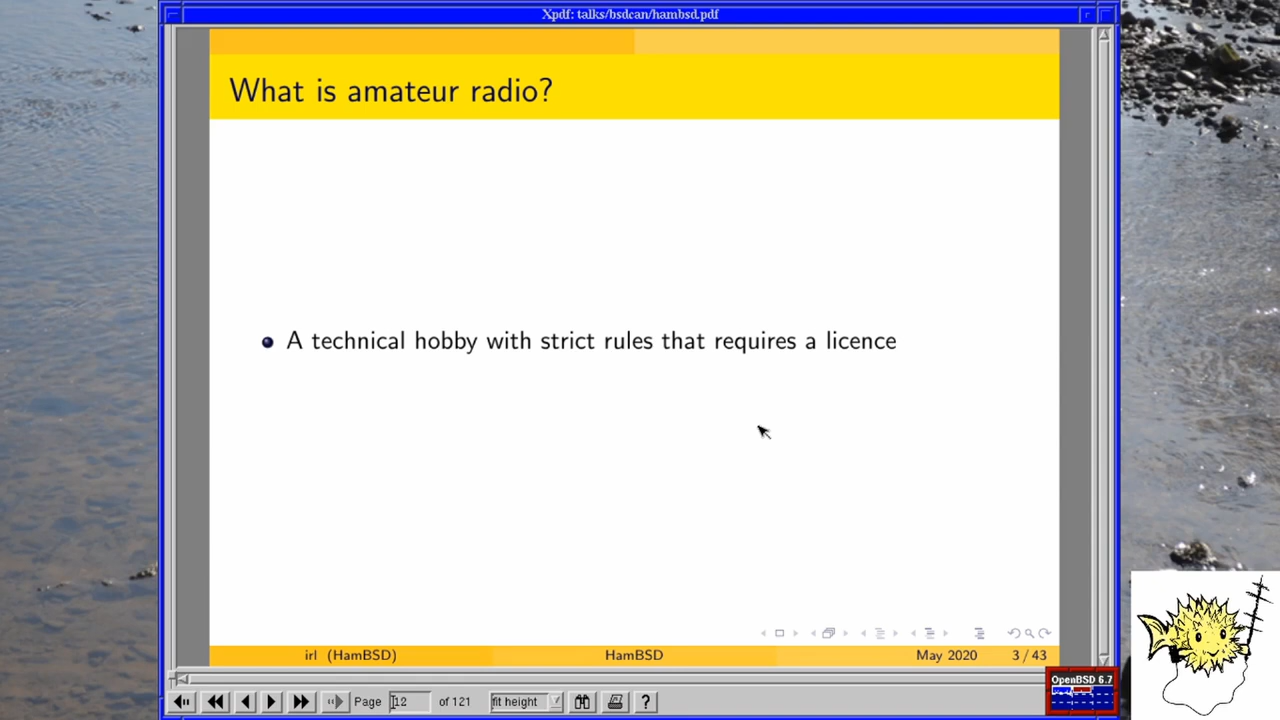 Xpdf: talks/bsdcan/hambsd.pdf
What is amateur radio?
A technical hobby with strict rules that requires a licence
irl (HamBSD) HamBSD May 2020 3 / 43
Page 12 of 121 fit height ?
OpenBSD 6.7